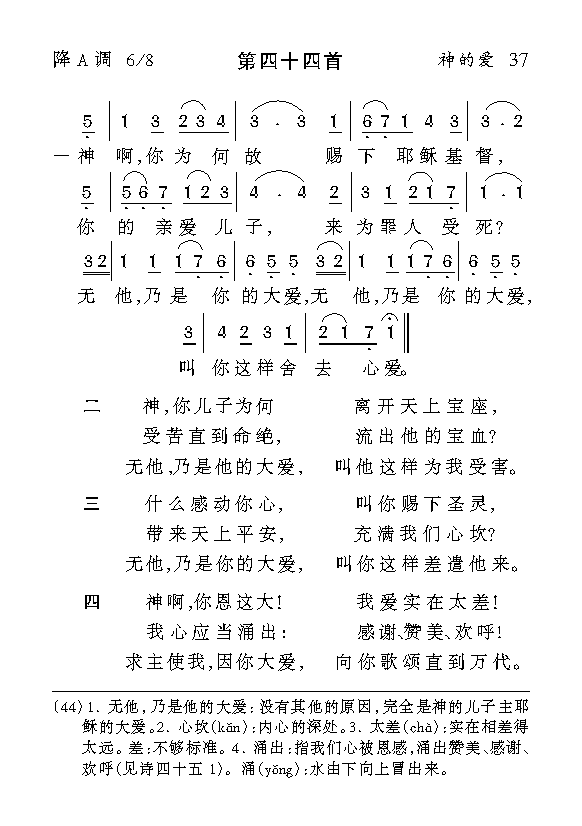 降A调 6/8 第四十四首 神的爱 37
5 | 1 3 2 3 4 | 3 · 3 1 | 6 7 1 4 3 | 3 · 2
一 神 啊,你 为 何 故 赐 下 耶 稣 基 督,
5 | 5 6 7 1 2 3 | 4 · 4 2 | 3 1 2 1 7 | 1 · 1
你 的 亲 爱 儿 子, 来 为 罪 人 受 死?
3 2 | 1 1 1 7 6 | 6 5 5 3 2 | 1 1 1 7 6 | 6 5 5
无 他,乃 是 你 的 大 爱,无 他,乃 是 你 的 大 爱,
3 | 4 2 3 1 | 2 1 7 1 ‖
叫 你 这 样 舍 去 心 爱。
二 神,你儿子为何 离开天上宝座,
受苦直到命绝, 流出他的宝血?
无他,乃是他的大爱, 叫他这样为我受害。
三 什么感动你心, 叫你赐下圣灵,
带来天上平安, 充满我们心坎?
无他,乃是你的大爱, 叫你这样差遣他来。
四 神啊,你恩这大! 我爱实在太差!
我心应当涌出: 感谢、赞美、欢呼!
求主使我,因你大爱, 向你歌颂直到万代。
(44)1. 无他,乃是他的大爱:没有其他的原因,完全是神的儿子主耶
稣的大爱。2. 心坎(kǎn):内心的深处。3. 太差(chà):实在相差得
太远。差:不够标准。4. 涌出:指我们心被恩感,涌出赞美、感谢、
欢呼(见诗四十五1)。涌(yǒng):水由下向上冒出来。